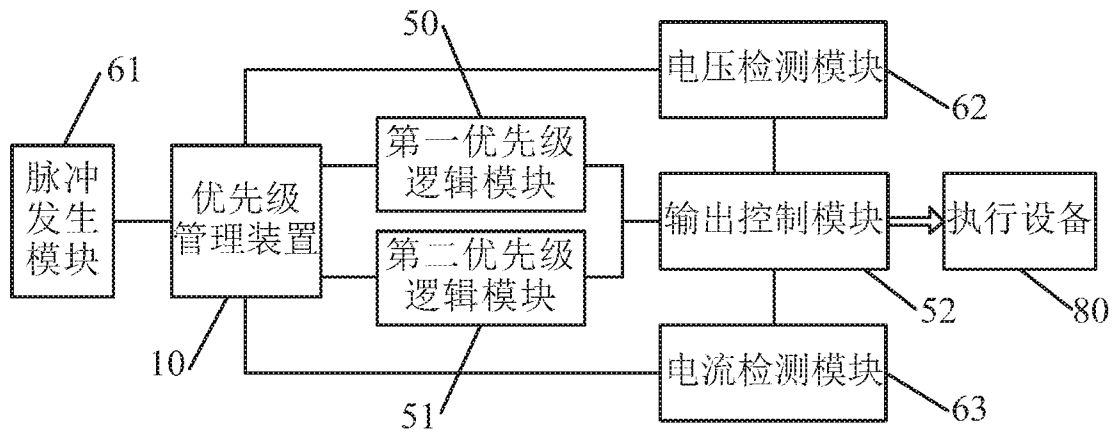 50
电压检测模块
62
61
第一优先级
逻辑模块
脉冲
发生
模块
优先级
管理装置
输出控制模块
执行设备
第二优先级
逻辑模块
10
51
52
80
电流检测模块
63